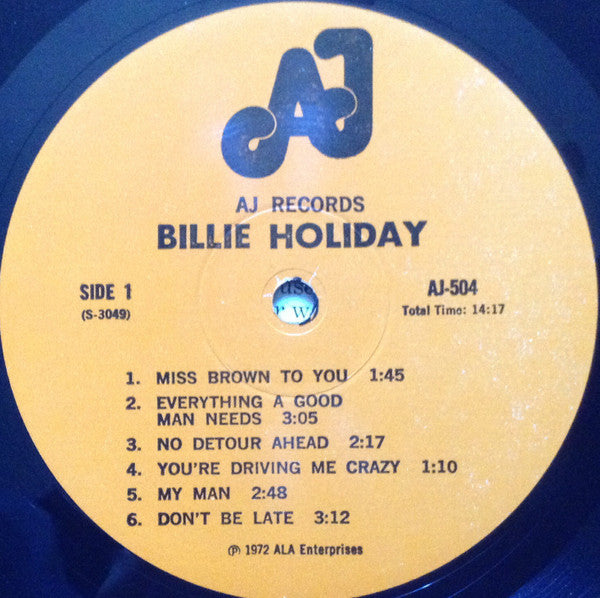 AJ
AJ RECORDS
BILLIE HOLIDAY
SIDE 1
(S-3049)
AJ-504
Total Time: 14:17
use
r w
1. MISS BROWN TO YOU 1:45
2. EVERYTHING A GOOD
MAN NEEDS 3:05
3. NO DETOUR AHEAD 2:17
4. YOU'RE DRIVING ME CRAZY 1:10
5. MY MAN 2:48
6. DON'T BE LATE 3:12
℗ 1972 ALA Enterprises